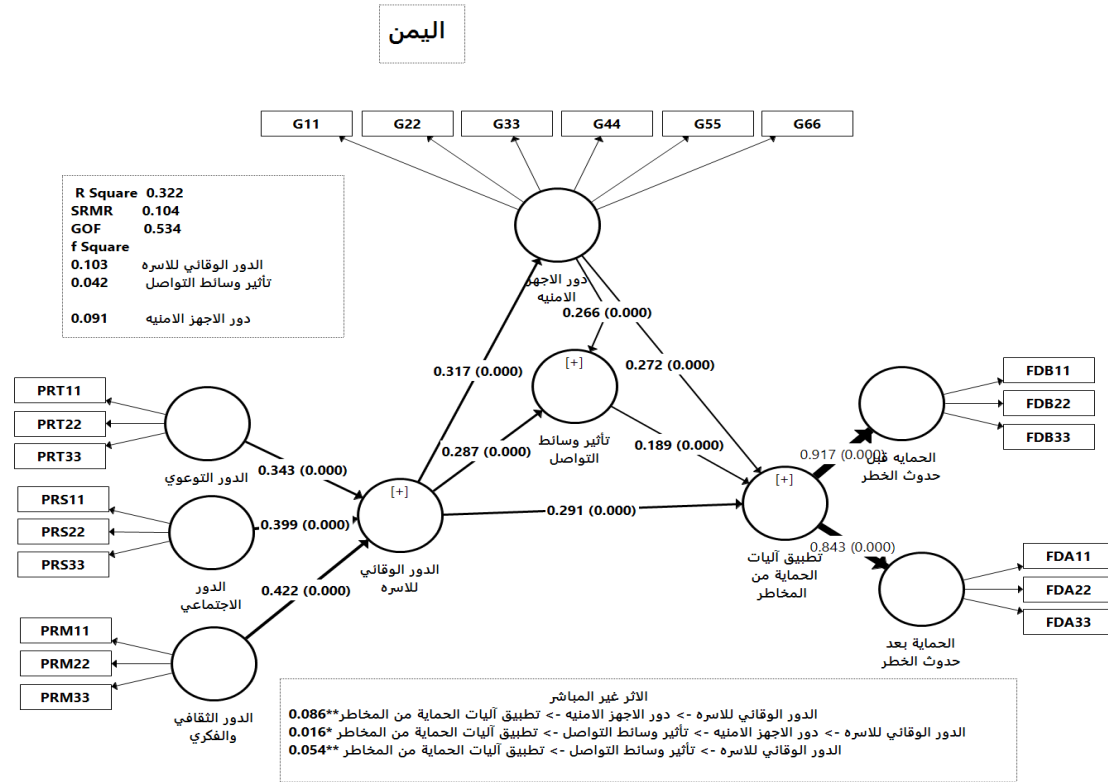 اليمن
G11
G22
G33
G44
G55
G66
R Square 0.322
SRMR 0.104
GOF 0.534
f Square
0.103 الدور الوقائي للاسره
0.042 تأثير وسائط التواصل
0.091 دور الاجهز الامنيه
دور الاجهز
الامنيه
0.266 (0.000)
0.317 (0.000)
0.272 (0.000)
[+]
تأثير وسائط
التواصل
0.287 (0.000)
0.189 (0.000)
PRT11
PRT22
PRT33
الدور التوعوي
0.343 (0.000)
PRS11
PRS22
PRS33
الدور
الاجتماعي
0.399 (0.000)
PRM11
PRM22
PRM33
الدور الثقافي
والفكري
0.422 (0.000)
[+]
الدور الوقائي
للاسره
0.291 (0.000)
[+]
تطبيق آليات
الحماية من
المخاطر
0.917 (0.000)
0.843 (0.000)
الحمايه قبل
حدوث الخطر
FDB11
FDB22
FDB33
الحماية بعد
حدوث الخطر
FDA11
FDA22
FDA33
الاثر غير المباشر
الدور الوقائي للاسره -> دور الاجهز الامنيه -> تطبيق آليات الحماية من المخاطر**0.086
الدور الوقائي للاسره -> دور الاجهز الامنيه -> تأثير وسائط التواصل -> تطبيق آليات الحماية من المخاطر *0.016
الدور الوقائي للاسره -> تأثير وسائط التواصل -> تطبيق آليات الحماية من المخاطر **0.054